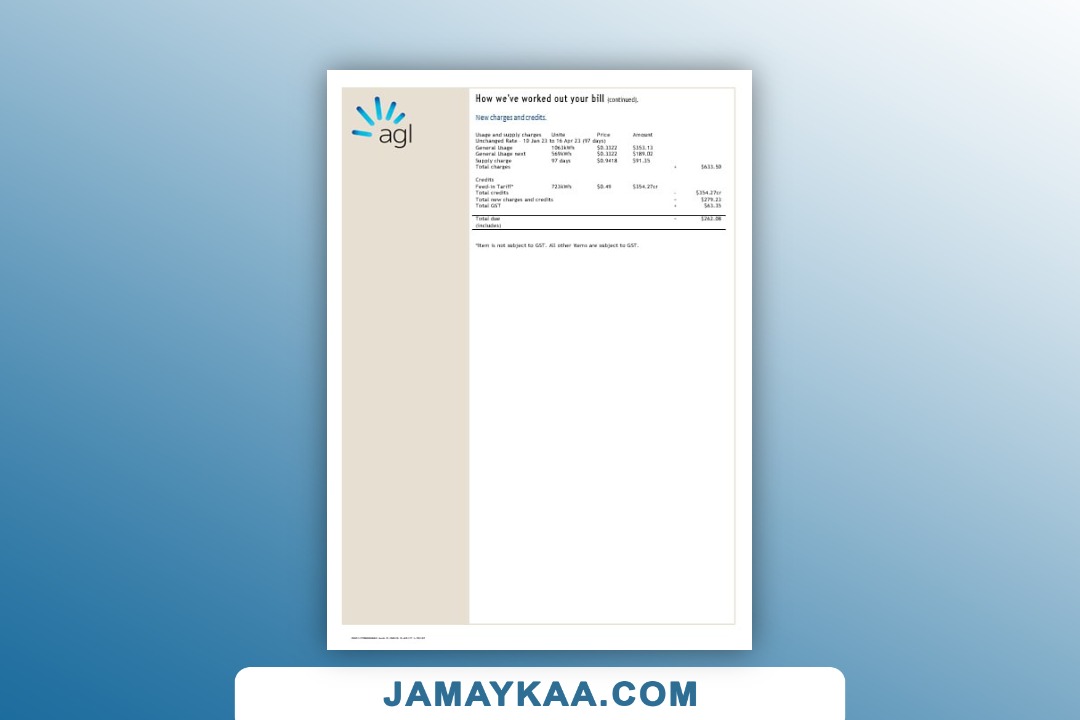 agl
How we've worked out your bill (continued).
New charges and credits.
Usage and supply charges Units Price Amount
Unchanged Rate - 10 Jan 23 to 16 Apr 23 (97 days)
General Usage 1063kWh $0.3322 $353.13
General Usage next 569kWh $0.3322 $189.02
Supply charge 97 days $0.9418 $91.35
Total charges + $633.50
Credits
Feed-in Tariff* 723kWh $0.49 $354.27cr
Total credits - $354.27cr
Total new charges and credits = $279.23
Total GST + $63.35
Total due = $262.08
(includes)
*Item is not subject to GST. All other items are subject to GST.
JAMAYKAA.COM